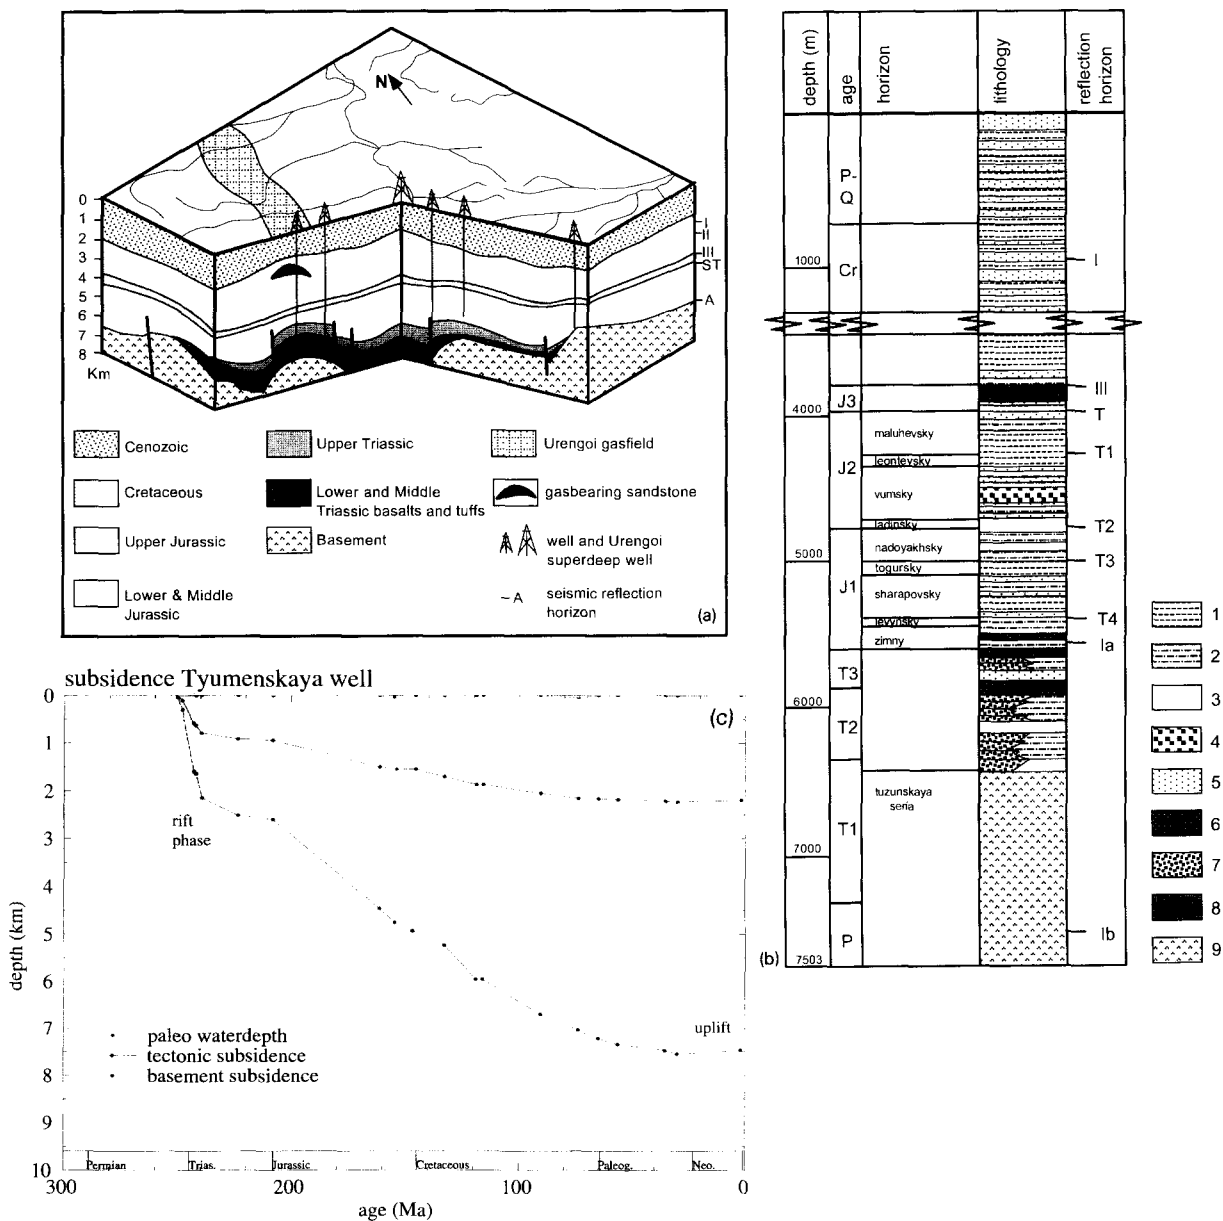 N
0
1
2
3
4
5
6
7
8
Km
I
II
III
ST
A
Cenozoic
Cretaceous
Upper Jurassic
Lower & Middle
Jurassic
Upper Triassic
Lower and Middle
Triassic basalts and tuffs
Basement
Urengoi gasfield
gasbearing sandstone
well and Urengoi
superdeep well
~ A
seismic reflection
horizon
(a)
depth (m)
age
horizon
lithology
reflection
horizon
P-
Q
1000
Cr
I
III
J3
4000
T
maluhevsky
T1
leontevsky
J2
vumsky
ladinsky
T2
nadoyakhsky
5000
T3
togursky
J1
sharapovsky
levynsky
T4
zimny
Ia
T3
6000
T2
tuzunskaya
seria
T1
7000
P
Ib
7503
(b)
1
2
3
4
5
6
7
8
9
subsidence Tyumenskaya well
(c)
0
1
2
3
4
5
6
7
8
9
10
depth (km)
rift
phase
uplift
paleo waterdepth
tectonic subsidence
basement subsidence
Permian
Trias.
Jurassic
Cretaceous
Paleog.
Neo.
300
200
100
0
age (Ma)